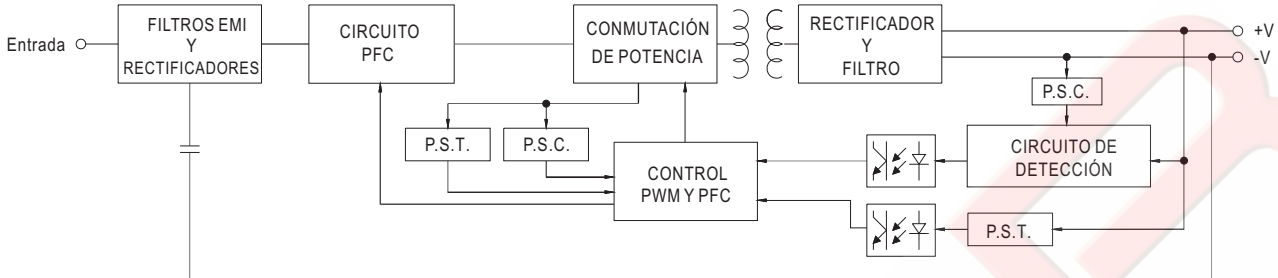 Entrada
FILTROS EMI
Y
RECTIFICADORES
CIRCUITO
PFC
CONMUTACIÓN
DE POTENCIA
RECTIFICADOR
Y
FILTRO
+V
-V
P.S.C.
P.S.T.
P.S.C.
CIRCUITO DE
DETECCIÓN
CONTROL
PWM Y PFC
P.S.T.